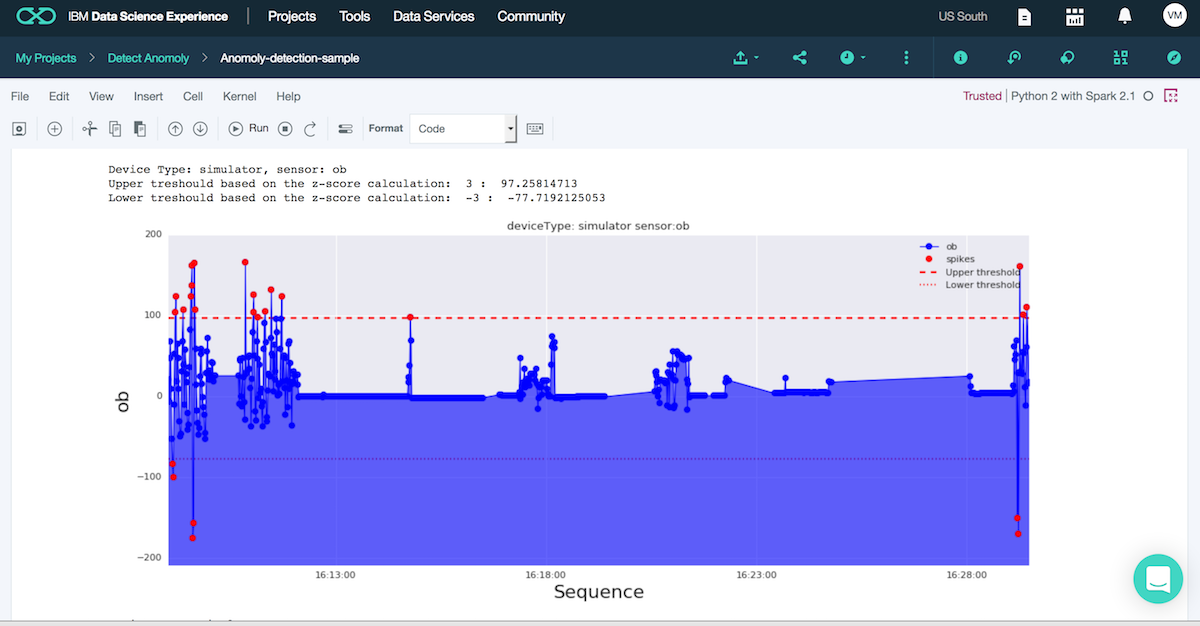 IBM Data Science Experience Projects Tools Data Services Community US South VM
My Projects > Detect Anomoly > Anomoly-detection-sample
File Edit View Insert Cell Kernel Help Trusted | Python 2 with Spark 2.1
Run Format Code
Device Type: simulator, sensor: ob
Upper treshould based on the z-score calculation: 3 : 97.25814713
Lower treshould based on the z-score calculation: -3 : -77.7192125053
deviceType: simulator sensor:ob
200
100
0
−100
−200
ob
ob
spikes
Upper threshold
Lower threshold
16:13:00 16:18:00 16:23:00 16:28:00
Sequence